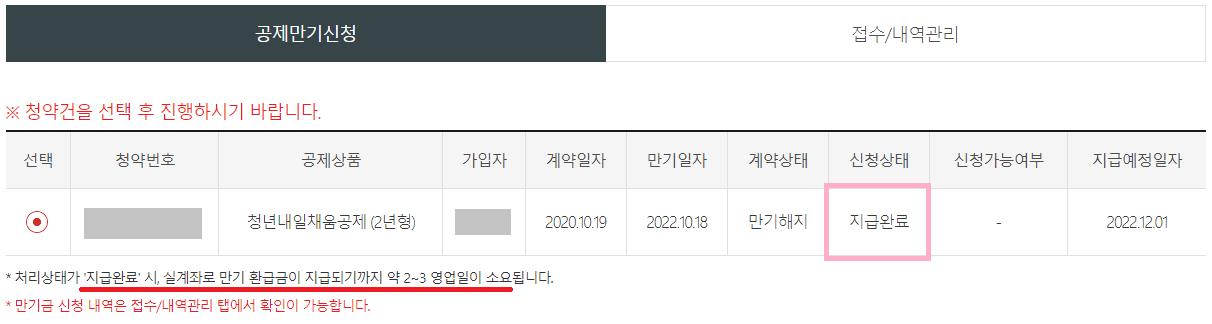 공제만기신청 접수/내역관리
※ 청약건을 선택 후 진행하시기 바랍니다.
선택 청약번호 공제상품 가입자 계약일자 만기일자 계약상태 신청상태 신청가능여부 지급예정일자
청년내일채움공제 (2년형) 2020.10.19 2022.10.18 만기해지 지급완료 - 2022.12.01
* 처리상태가 '지급완료' 시, 실계좌로 만기 환급금이 지급되기까지 약 2~3 영업일이 소요됩니다.
* 만기금 신청 내역은 접수/내역관리 탭에서 확인이 가능합니다.